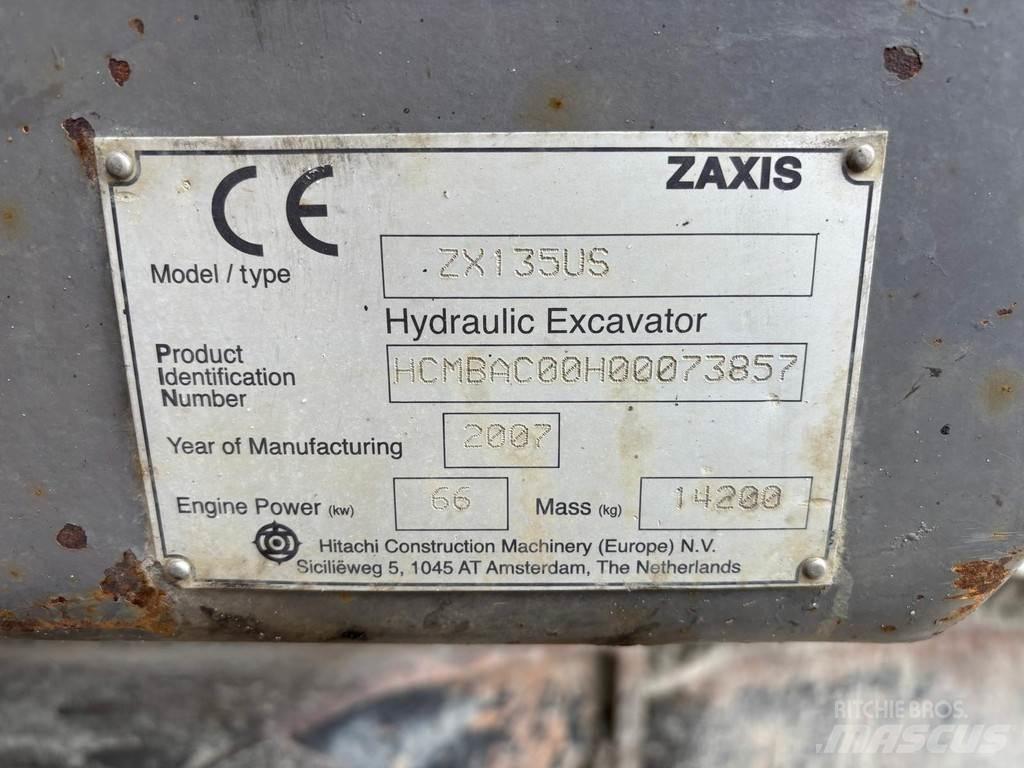 CE
ZAXIS
Model / type ZX135US
Hydraulic Excavator
Product
Identification
Number
HCMBAC00H00073857
Year of Manufacturing 2007
Engine Power (kw) 66 Mass (kg) 14200
Hitachi Construction Machinery (Europe) N.V.
Siciliëweg 5, 1045 AT Amsterdam, The Netherlands
RITCHIE BROS.
MASCUS